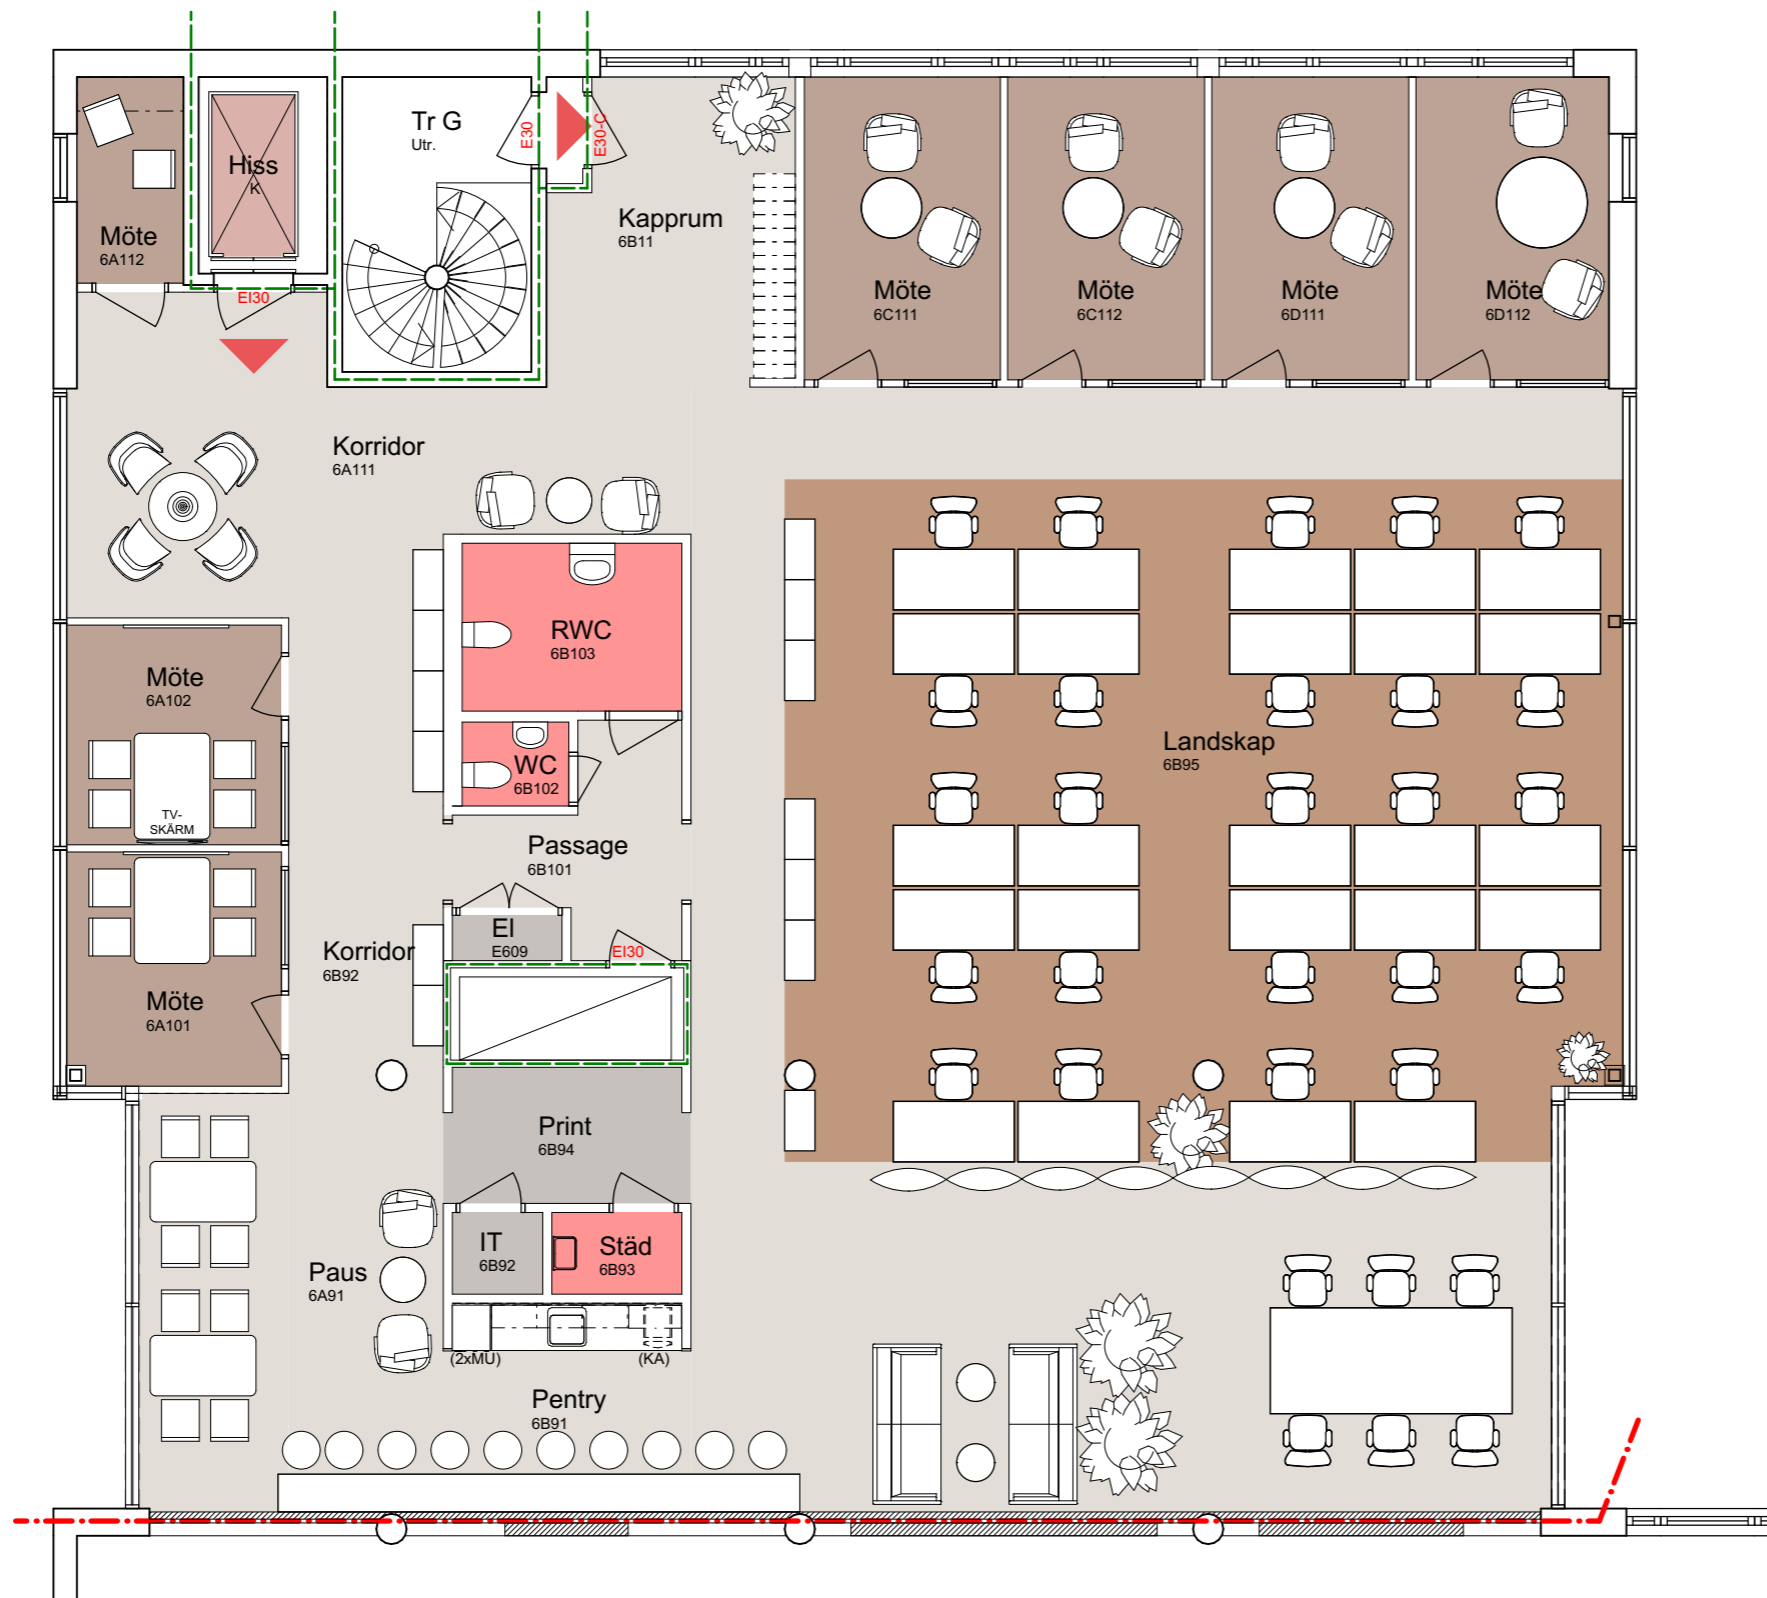 Tr G
Utr.
E30
E30-C
Hiss
K
Kapprum
6B11
Möte
6A112
EI30
Möte
6C111
Möte
6C112
Möte
6D111
Möte
6D112
Korridor
6A111
RWC
6B103
Möte
6A102
WC
6B102
Landskap
6B95
TV-
SKÄRM
Passage
6B101
El
E609
EI30
Korridor
6B92
Möte
6A101
Print
6B94
IT
6B92
Städ
6B93
Paus
6A91
(2xMU)
(KA)
Pentry
6B91